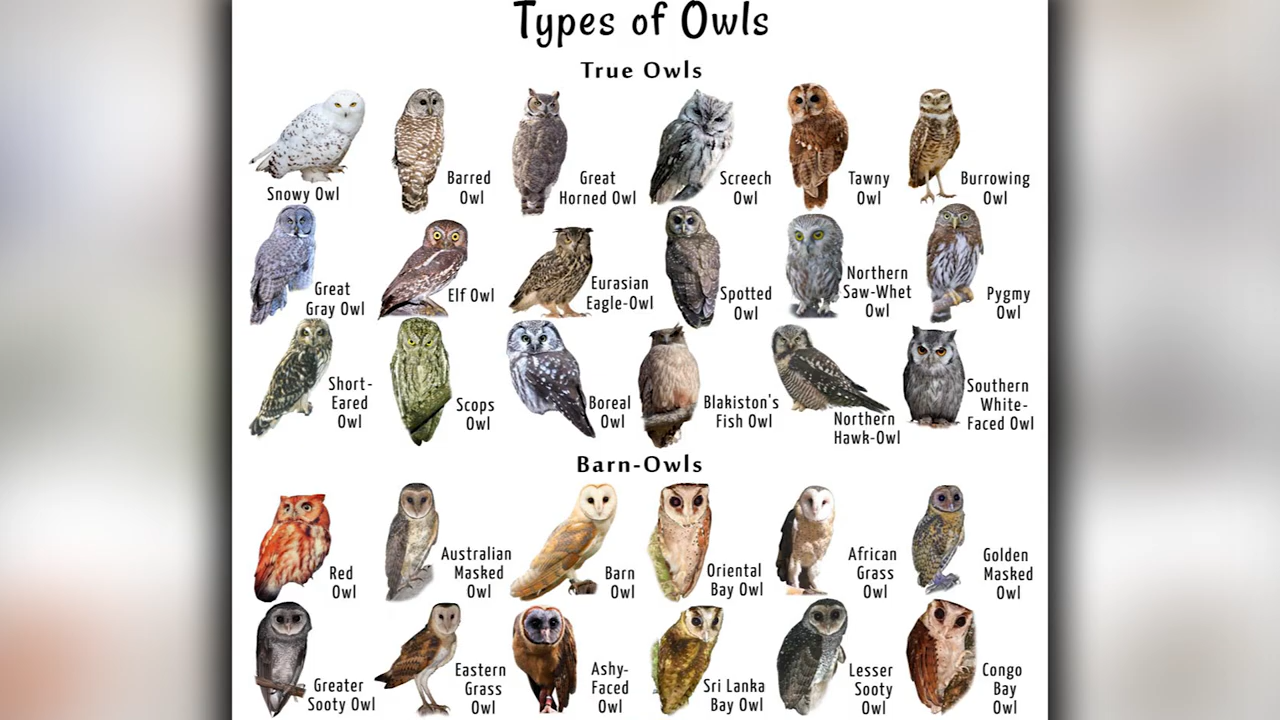 Types of Owls
True Owls
Snowy Owl
Barred
Owl
Great
Horned Owl
Screech
Owl
Tawny
Owl
Burrowing
Owl
Great
Gray Owl
Elf Owl
Eurasian
Eagle-Owl
Spotted
Owl
Northern
Saw-Whet
Owl
Pygmy
Owl
Short-
Eared
Owl
Scops
Owl
Boreal
Owl
Blakiston's
Fish Owl
Northern
Hawk-Owl
Southern
White-
Faced Owl
Barn-Owls
Red
Owl
Australian
Masked
Owl
Barn
Owl
Oriental
Bay Owl
African
Grass
Owl
Golden
Masked
Owl
Greater
Sooty Owl
Eastern
Grass
Owl
Ashy-
Faced
Owl
Sri Lanka
Bay Owl
Lesser
Sooty
Owl
Congo
Bay
Owl